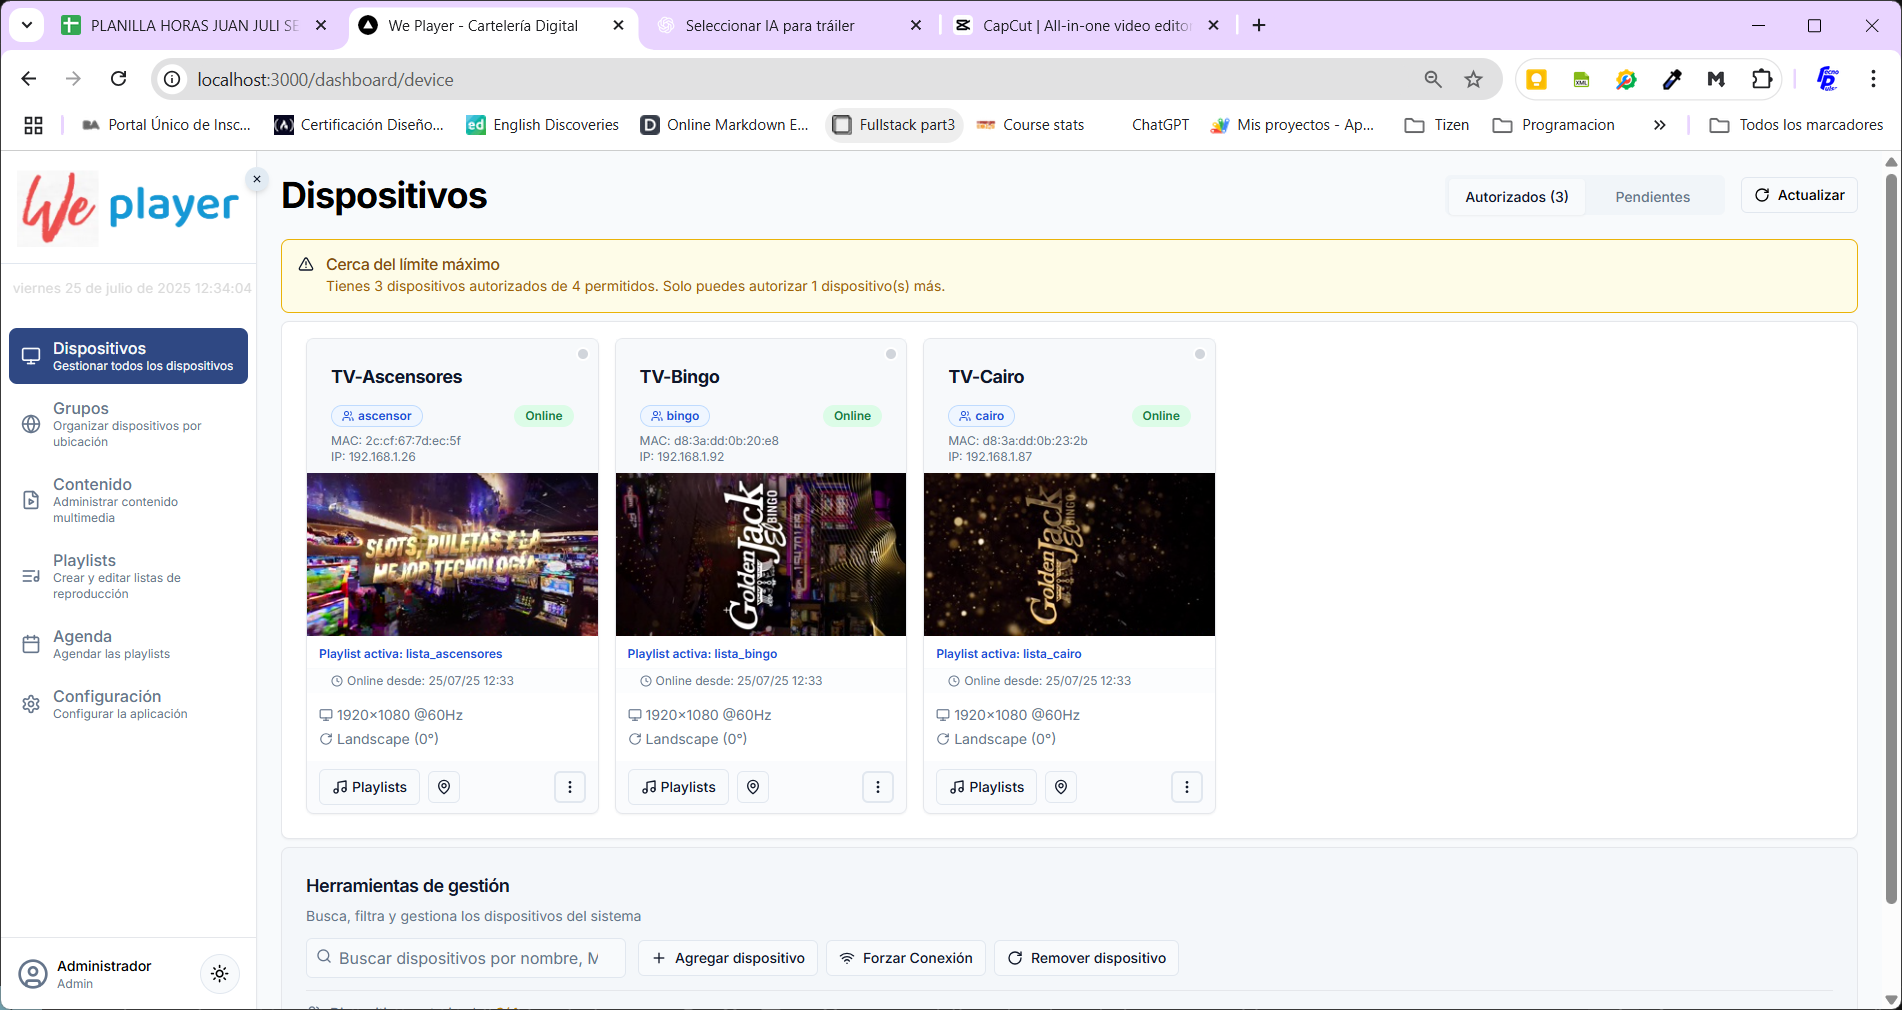 PLANILLA HORAS JUAN JULI SE
We Player - Cartelería Digital
Seleccionar IA para tráiler
CapCut | All-in-one video edito
localhost:3000/dashboard/device
Portal Único de Insc...
Certificación Diseño...
English Discoveries
Online Markdown E...
Fullstack part3
Course stats
ChatGPT
Mis proyectos - Ap...
Tizen
Programacion
Todos los marcadores
We player
viernes 25 de julio de 2025 12:34:04
Dispositivos
Gestionar todos los dispositivos
Grupos
Organizar dispositivos por
ubicación
Contenido
Administrar contenido
multimedia
Playlists
Crear y editar listas de
reproducción
Agenda
Agendar las playlists
Configuración
Configurar la aplicación
Administrador
Admin
Dispositivos
Autorizados (3)
Pendientes
Actualizar
Cerca del límite máximo
Tienes 3 dispositivos autorizados de 4 permitidos. Solo puedes autorizar 1 dispositivo(s) más.
TV-Ascensores
ascensor
Online
MAC: 2c:cf:67:7d:ec:5f
IP: 192.168.1.26
SLOTS, RULETAS Y LA
MEJOR TECNOLOGÍA
Playlist activa: lista_ascensores
Online desde: 25/07/25 12:33
1920×1080 @60Hz
Landscape (0°)
Playlists
TV-Bingo
bingo
Online
MAC: d8:3a:dd:0b:20:e8
IP: 192.168.1.92
Golden Jack
El BINGO
Playlist activa: lista_bingo
Online desde: 25/07/25 12:33
1920×1080 @60Hz
Landscape (0°)
Playlists
TV-Cairo
cairo
Online
MAC: d8:3a:dd:0b:23:2b
IP: 192.168.1.87
Golden Jack
El BINGO
Playlist activa: lista_cairo
Online desde: 25/07/25 12:33
1920×1080 @60Hz
Landscape (0°)
Playlists
Herramientas de gestión
Busca, filtra y gestiona los dispositivos del sistema
Buscar dispositivos por nombre, M
Agregar dispositivo
Forzar Conexión
Remover dispositivo